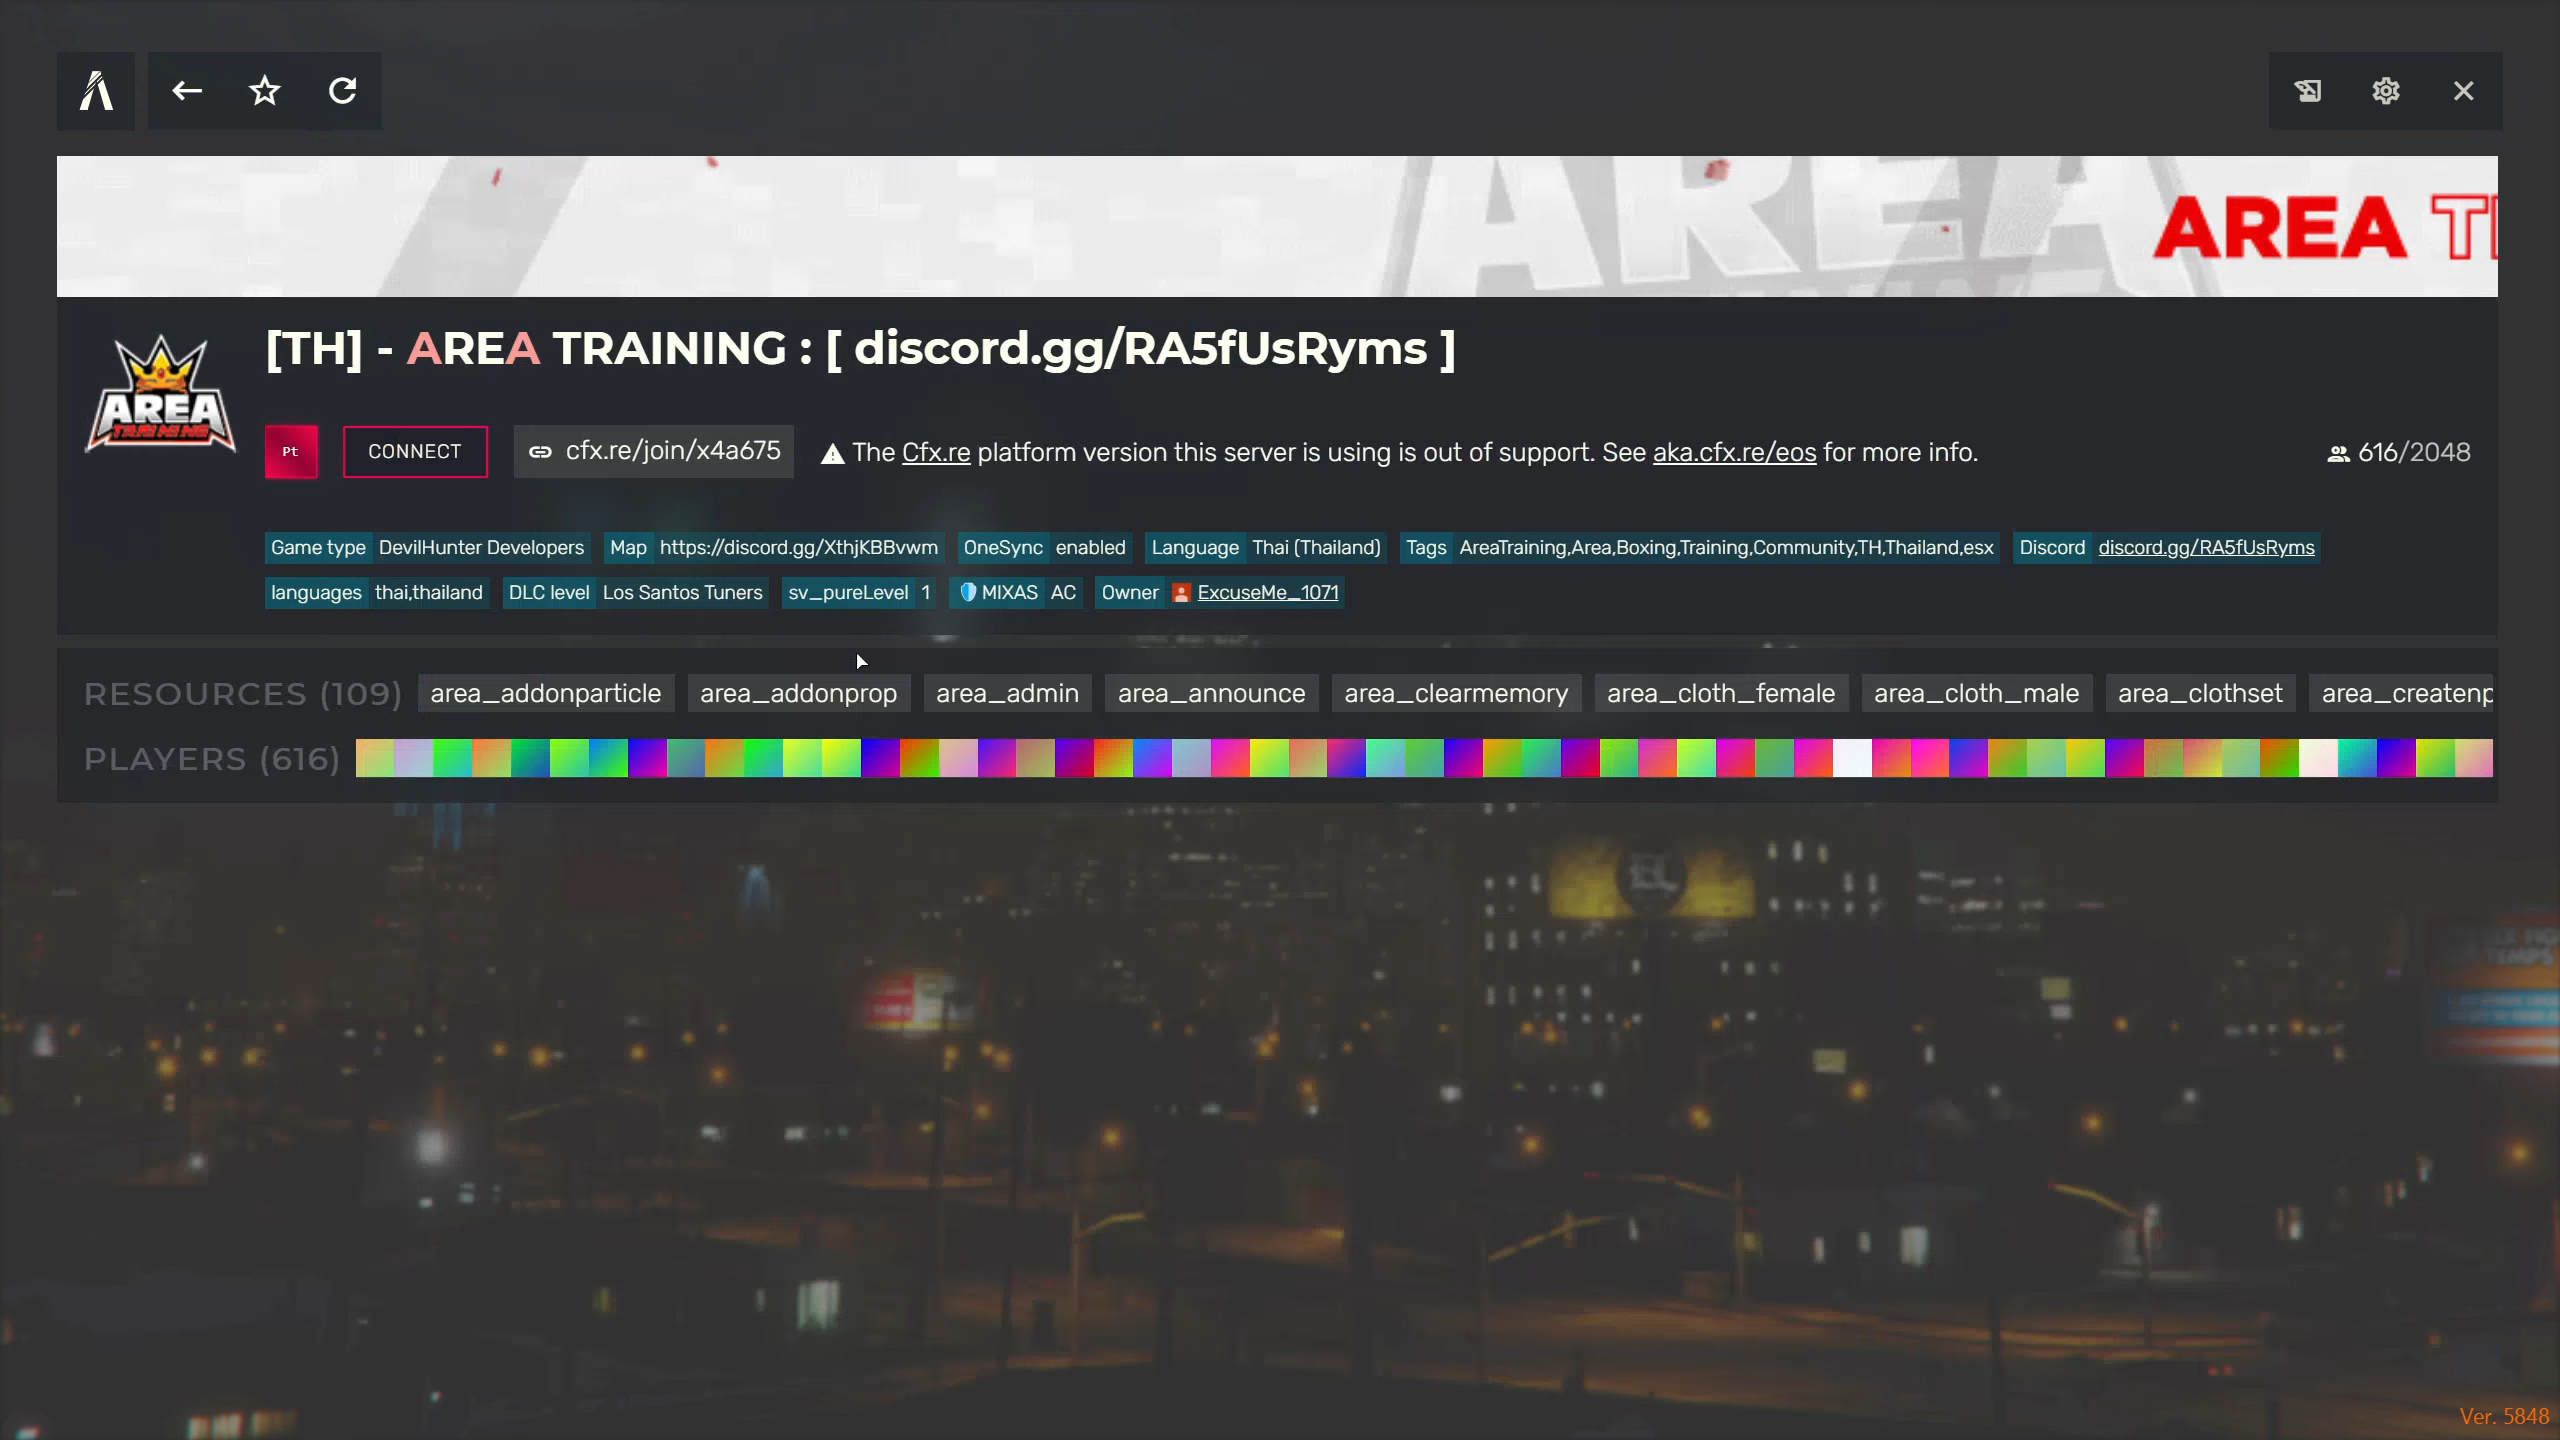 AREA
AREA
[TH] - AREA TRAINING : [ discord.gg/RA5fUsRyms ]
AREA
TRAINING
Pt CONNECT cfx.re/join/x4a675 The Cfx.re platform version this server is using is out of support. See aka.cfx.re/eos for more info. 616/2048
Game type DevilHunter Developers Map https://discord.gg/XthjKBBvwm OneSync enabled Language Thai (Thailand) Tags AreaTraining,Area,Boxing,Training,Community,TH,Thailand,esx Discord discord.gg/RA5fUsRyms
languages thai,thailand DLC level Los Santos Tuners sv_pureLevel 1 MIXAS AC Owner ExcuseMe_1071
RESOURCES (109) area_addonparticle area_addonprop area_admin area_announce area_clearmemory area_cloth_female area_cloth_male area_clothset area_createnp
PLAYERS (616)
Ver. 5848